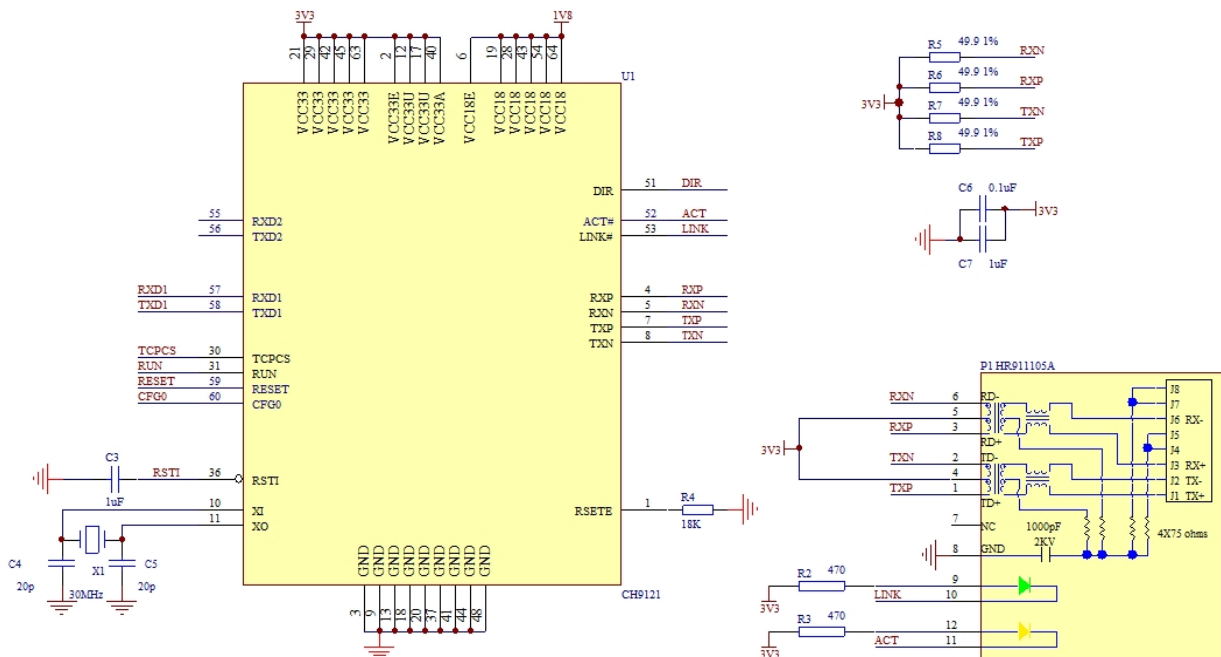 3V3
1V8
21 29 42 45 63 2 12 17 40 6 19 28 43 54 64
U1
VCC33 VCC33 VCC33 VCC33 VCC33 VCC33E VCC33U VCC33U VCC33A VCC18E VCC18 VCC18 VCC18 VCC18 VCC18
55 RXD2
56 TXD2
RXD1 57 RXD1
TXD1 58 TXD1
TCPCS 30 TCPCS
RUN 31 RUN
RESET 59 RESET
CFG0 60 CFG0
C3
RSTI 36 RSTI
1uF
10 XI
11 XO
C4 X1 C5
20p 30MHz 20p
DIR 51 DIR
ACT# 52 ACT
LINK# 53 LINK
RXP 4 RXP
RXN 5 RXN
TXP 7 TXP
TXN 8 TXN
RSETE 1 R4
18K
GND GND GND GND GND GND GND GND GND
3 9 13 18 20 37 41 44 48
CH9121
R5 49.9 1% RXN
R6 49.9 1% RXP
3V3
R7 49.9 1% TXN
R8 49.9 1% TXP
C6 0.1uF
3V3
C7 1uF
P1 HR911105A
RXN 6 RD-
5
RXP 3 RD+
3V3
TXN 2 TD-
4
TXP 1 TD+
7 NC
8 GND
1000pF
2KV
4X75 ohms
J8
J7
J6 RX-
J5
J4
J3 RX+
J2 TX-
J1 TX+
R2 470 9
3V3 LINK 10
R3 470 12
3V3 ACT 11